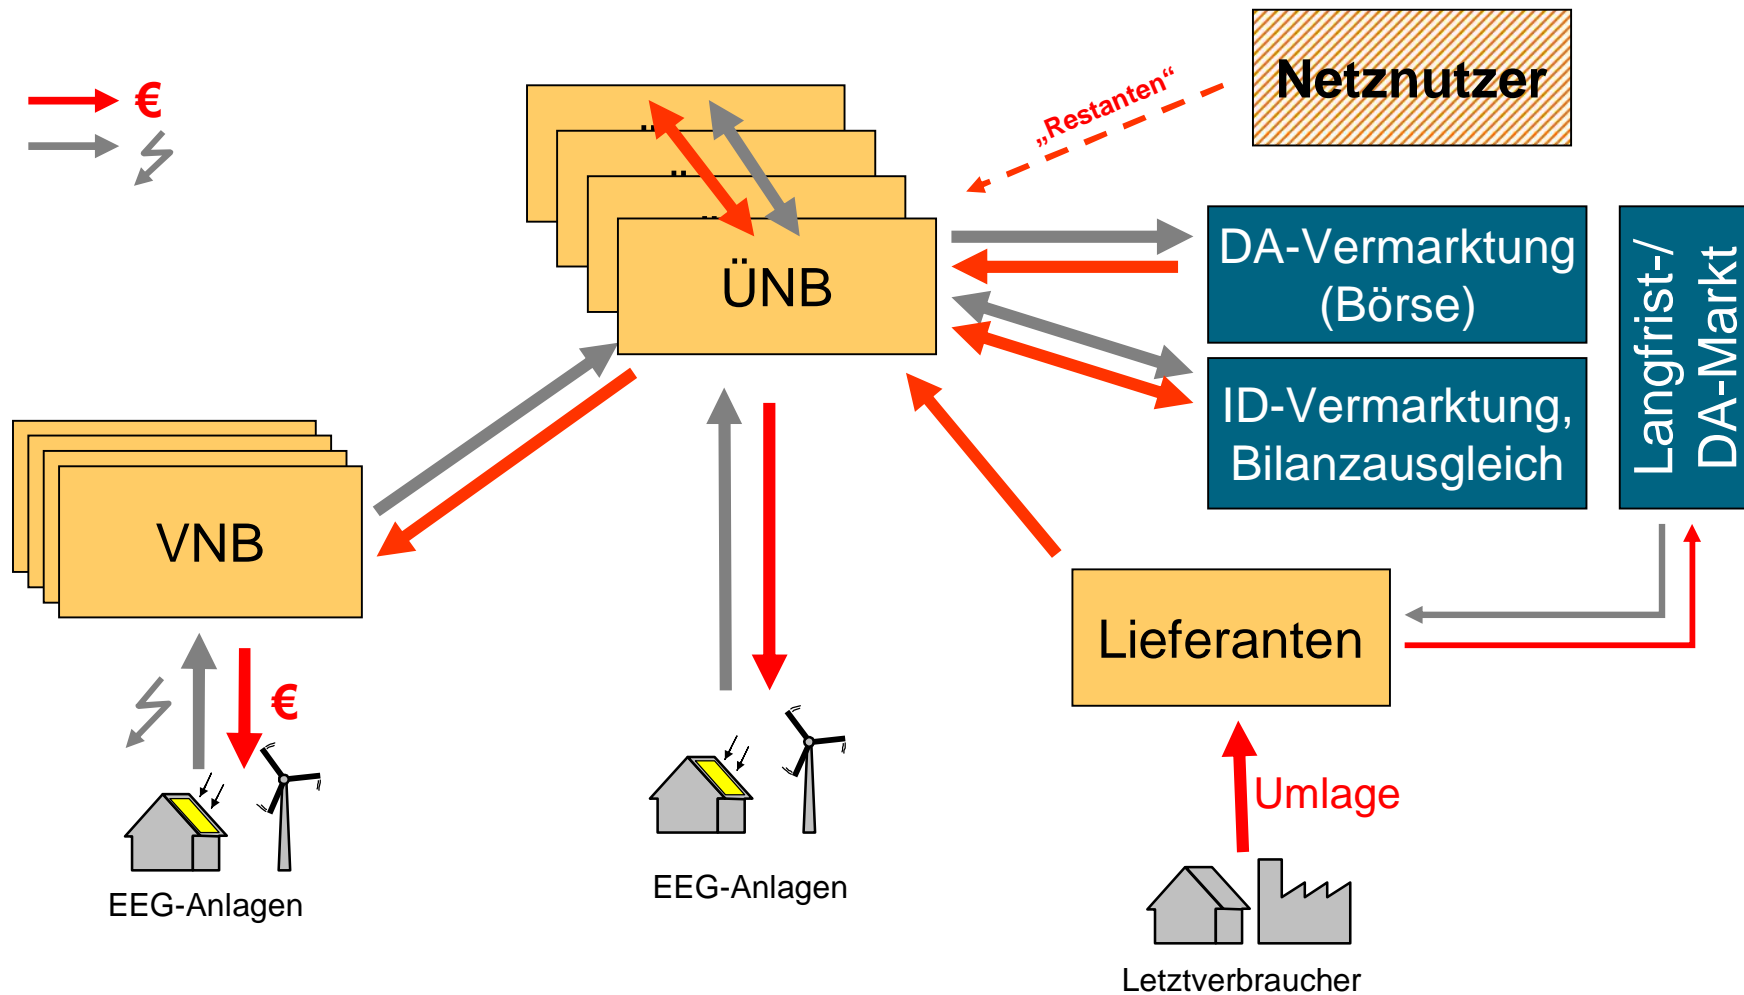 Netznutzer
€
„Restanten“
DA-Vermarktung
(Börse)
Langfrist-/
DA-Markt
ÜNB
ID-Vermarktung,
Bilanzausgleich
VNB
Lieferanten
€
Umlage
EEG-Anlagen
EEG-Anlagen
Letztverbraucher